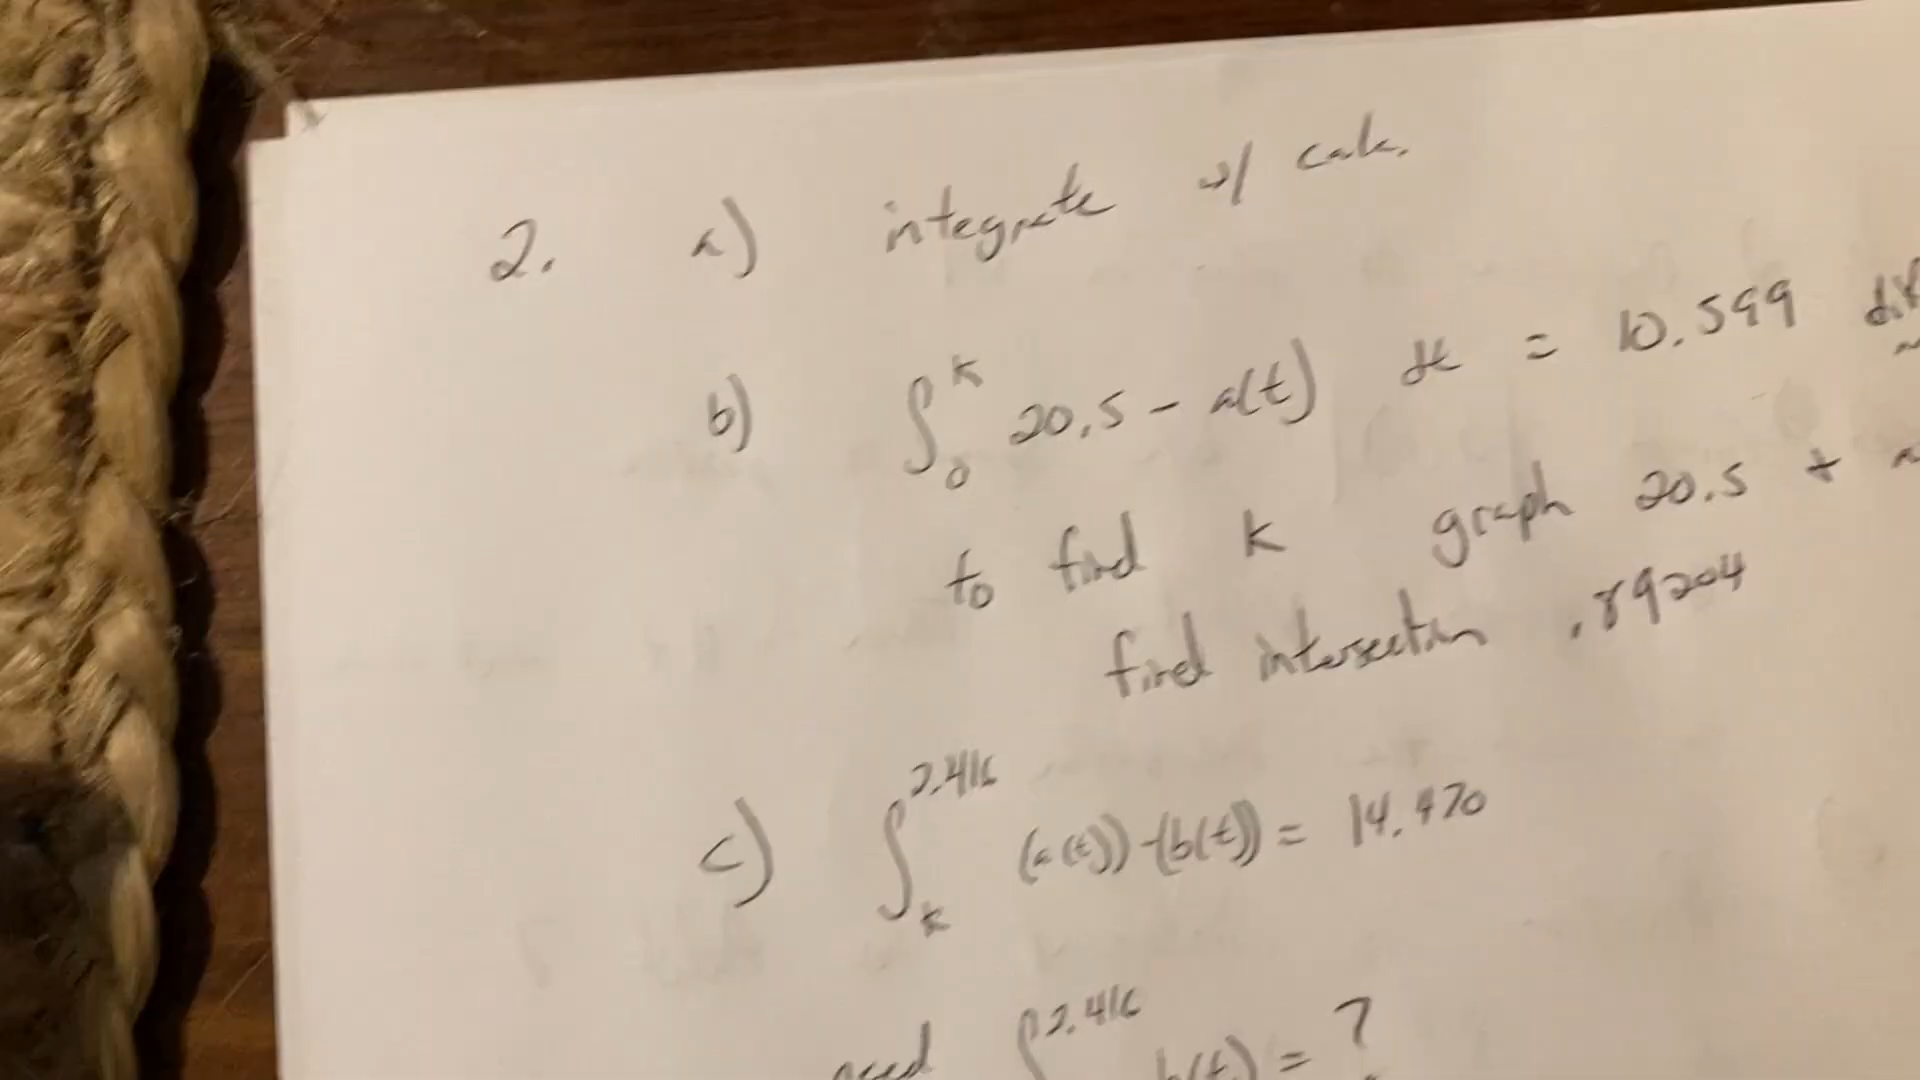 2. a) integrate w/ calc.
b) ∫₀ᵏ 20.5 - a(t) dt = 10.599
to find k graph 20.5 +
find intersection .89204
c) ∫ₖ^2.416 (a(t))-(b(t)) = 14.470
need ∫^2.416 b(t) = ?